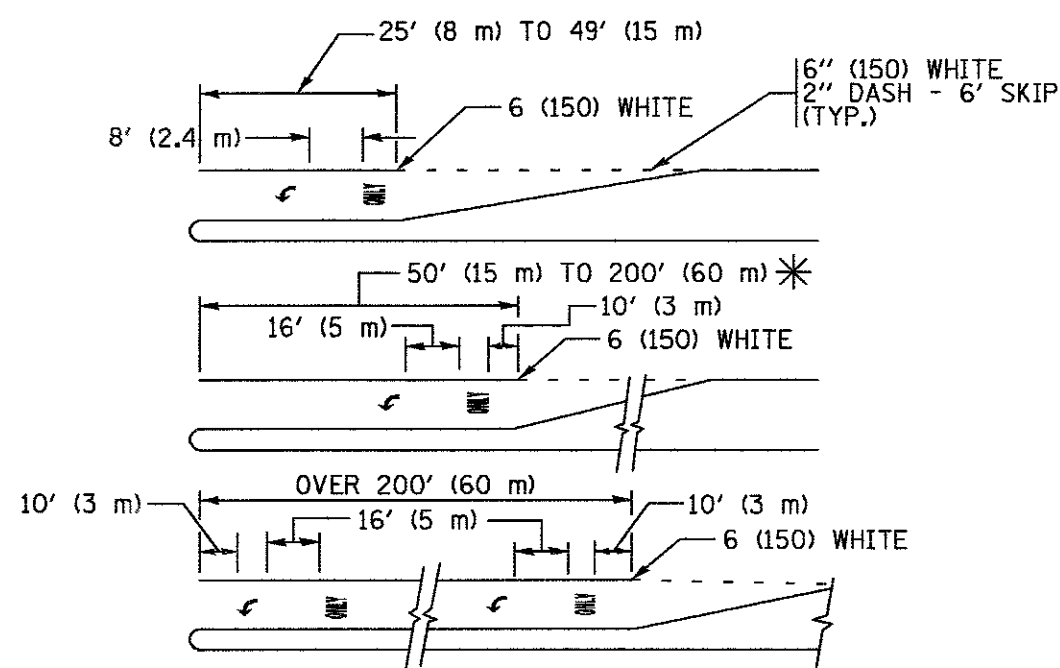 25' (8 m) TO 49' (15 m)
6" (150) WHITE
2" DASH - 6' SKIP
(TYP.)
6 (150) WHITE
8' (2.4 m)
ONLY
50' (15 m) TO 200' (60 m) ✳
10' (3 m)
16' (5 m)
6 (150) WHITE
ONLY
OVER 200' (60 m)
10' (3 m)
16' (5 m)
10' (3 m)
6 (150) WHITE
ONLY
ONLY